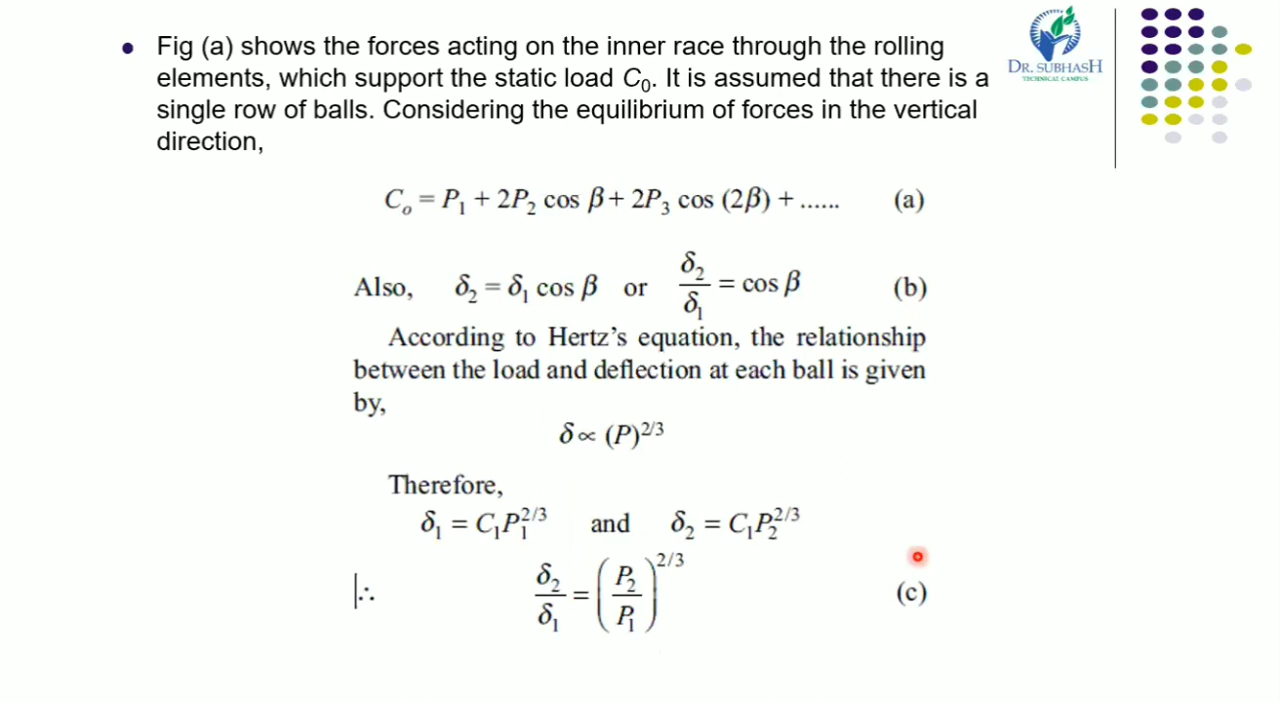 • Fig (a) shows the forces acting on the inner race through the rolling
elements, which support the static load C₀. It is assumed that there is a
single row of balls. Considering the equilibrium of forces in the vertical
direction,
DR. SUBHASH
TECHNICAL CAMPUS
Cₒ = P₁ + 2P₂ cos β + 2P₃ cos (2β) + ...... (a)
Also, δ₂ = δ₁ cos β or δ₂/δ₁ = cos β (b)
According to Hertz’s equation, the relationship
between the load and deflection at each ball is given
by,
δ ∝ (P)^2/3
Therefore,
δ₁ = C₁P₁^2/3 and δ₂ = C₁P₂^2/3
|∴ δ₂/δ₁ = (P₂/P₁)^2/3 (c)